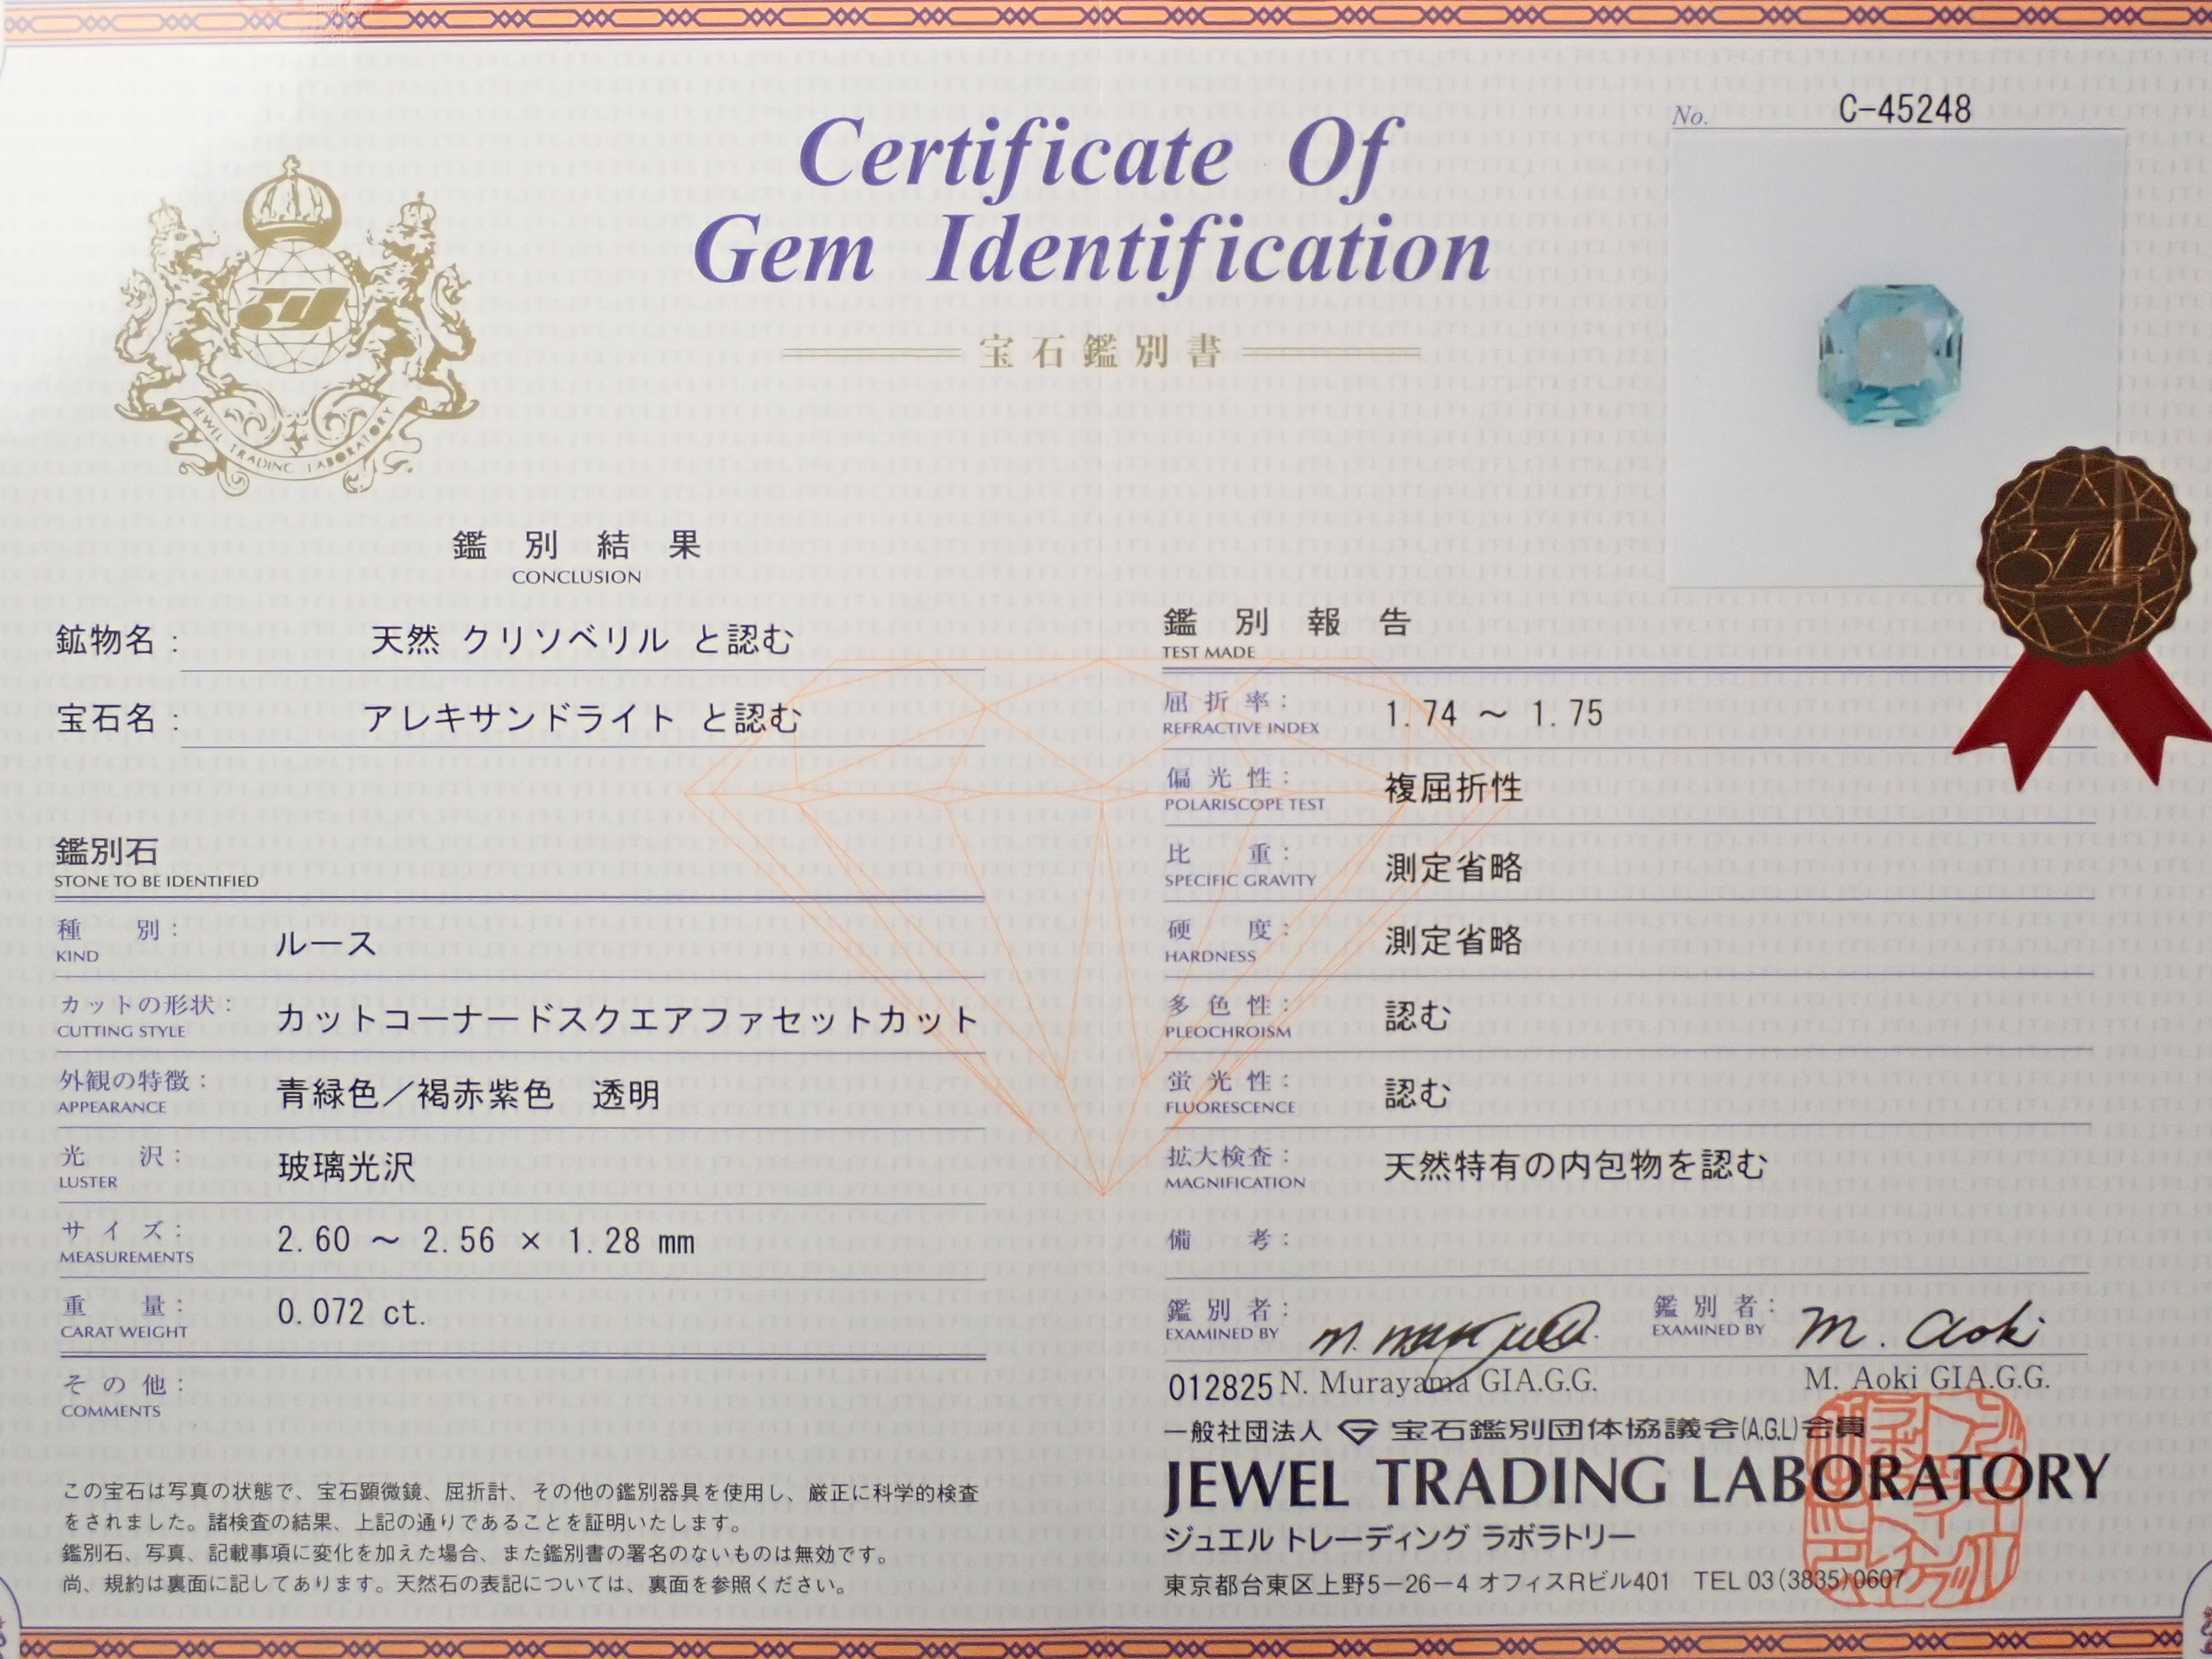 No. C-45248
Certificate Of
Gem Identification
宝石鑑別書
JEWEL TRADING LABORATORY
鑑別結果
CONCLUSION
鉱物名: 天然 クリソベリル と認む
宝石名: アレキサンドライト と認む
鑑別石
STONE TO BE IDENTIFIED
種別: ルース
KIND
カットの形状: カットコーナードスクエアファセットカット
CUTTING STYLE
外観の特徴: 青緑色／褐赤紫色 透明
APPEARANCE
光沢: 玻璃光沢
LUSTER
サイズ: 2.60 ～ 2.56 × 1.28 mm
MEASUREMENTS
重量: 0.072 ct.
CARAT WEIGHT
その他:
COMMENTS
この宝石は写真の状態で、宝石顕微鏡、屈折計、その他の鑑別器具を使用し、厳正に科学的検査
をされました。諸検査の結果、上記の通りであることを証明いたします。
鑑別石、写真、記載事項に変化を加えた場合、また鑑別書の署名のないものは無効です。
尚、規約は裏面に記してあります。天然石の表記については、裏面を参照ください。
鑑別報告
TEST MADE
屈折率: 1.74 ～ 1.75
REFRACTIVE INDEX
偏光性: 複屈折性
POLARISCOPE TEST
比重: 測定省略
SPECIFIC GRAVITY
硬度: 測定省略
HARDNESS
多色性: 認む
PLEOCHROISM
蛍光性: 認む
FLUORESCENCE
拡大検査: 天然特有の内包物を認む
MAGNIFICATION
備考:
鑑別者: 鑑別者: M. Aoki
EXAMINED BY EXAMINED BY
012825 N. Murayama GIA.G.G. M. Aoki GIA.G.G.
一般社団法人 宝石鑑別団体協議会(A.G.L)会員
JEWEL TRADING LABORATORY
ジュエル トレーディング ラボラトリー
東京都台東区上野5－26－4 オフィスRビル401 TEL 03(3835)0607